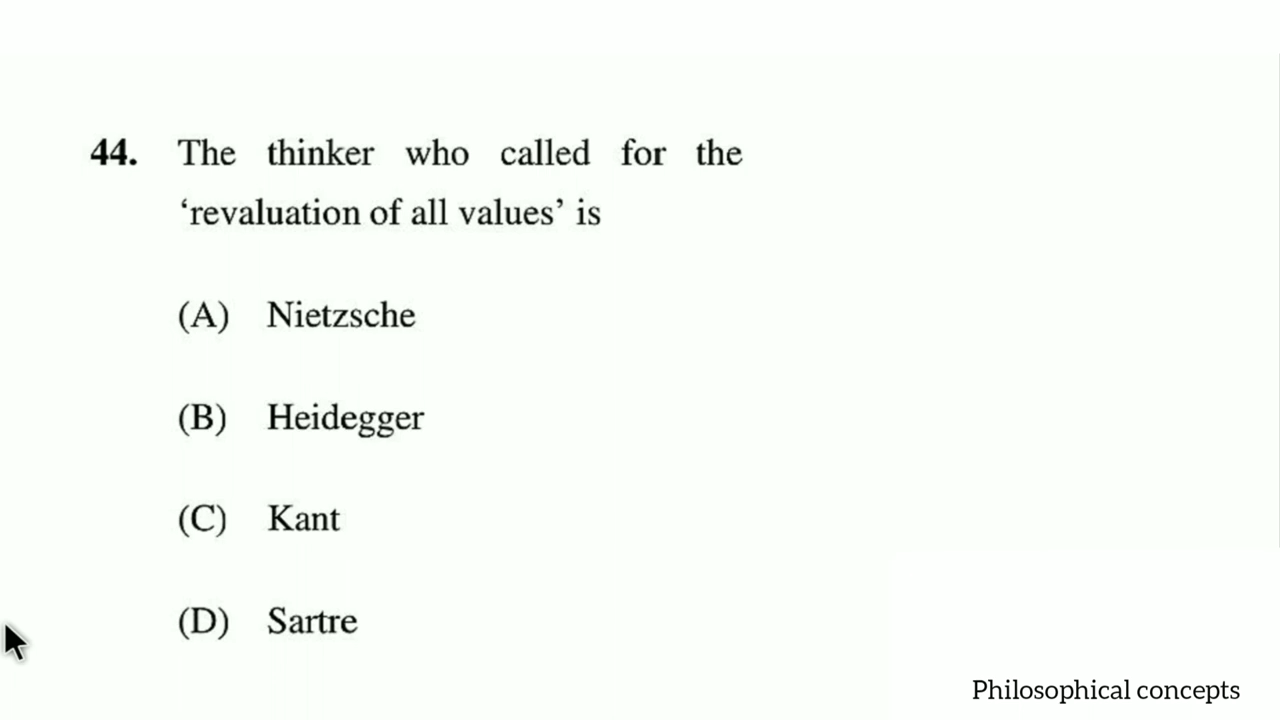 44. The thinker who called for the
‘revaluation of all values’ is
(A) Nietzsche
(B) Heidegger
(C) Kant
(D) Sartre
Philosophical concepts